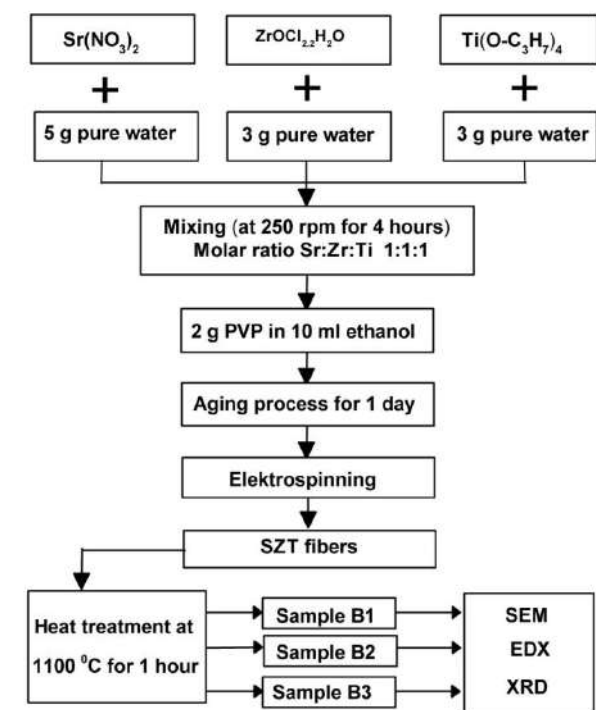 Sr(NO₃)₂
ZrOCl₂.₂H₂O
Ti(O-C₃H₇)₄
+
+
+
5 g pure water
3 g pure water
3 g pure water
Mixing (at 250 rpm for 4 hours)
Molar ratio Sr:Zr:Ti 1:1:1
2 g PVP in 10 ml ethanol
Aging process for 1 day
Elektrospinning
SZT fibers
Heat treatment at
1100 ⁰C for 1 hour
Sample B1
Sample B2
Sample B3
SEM
EDX
XRD